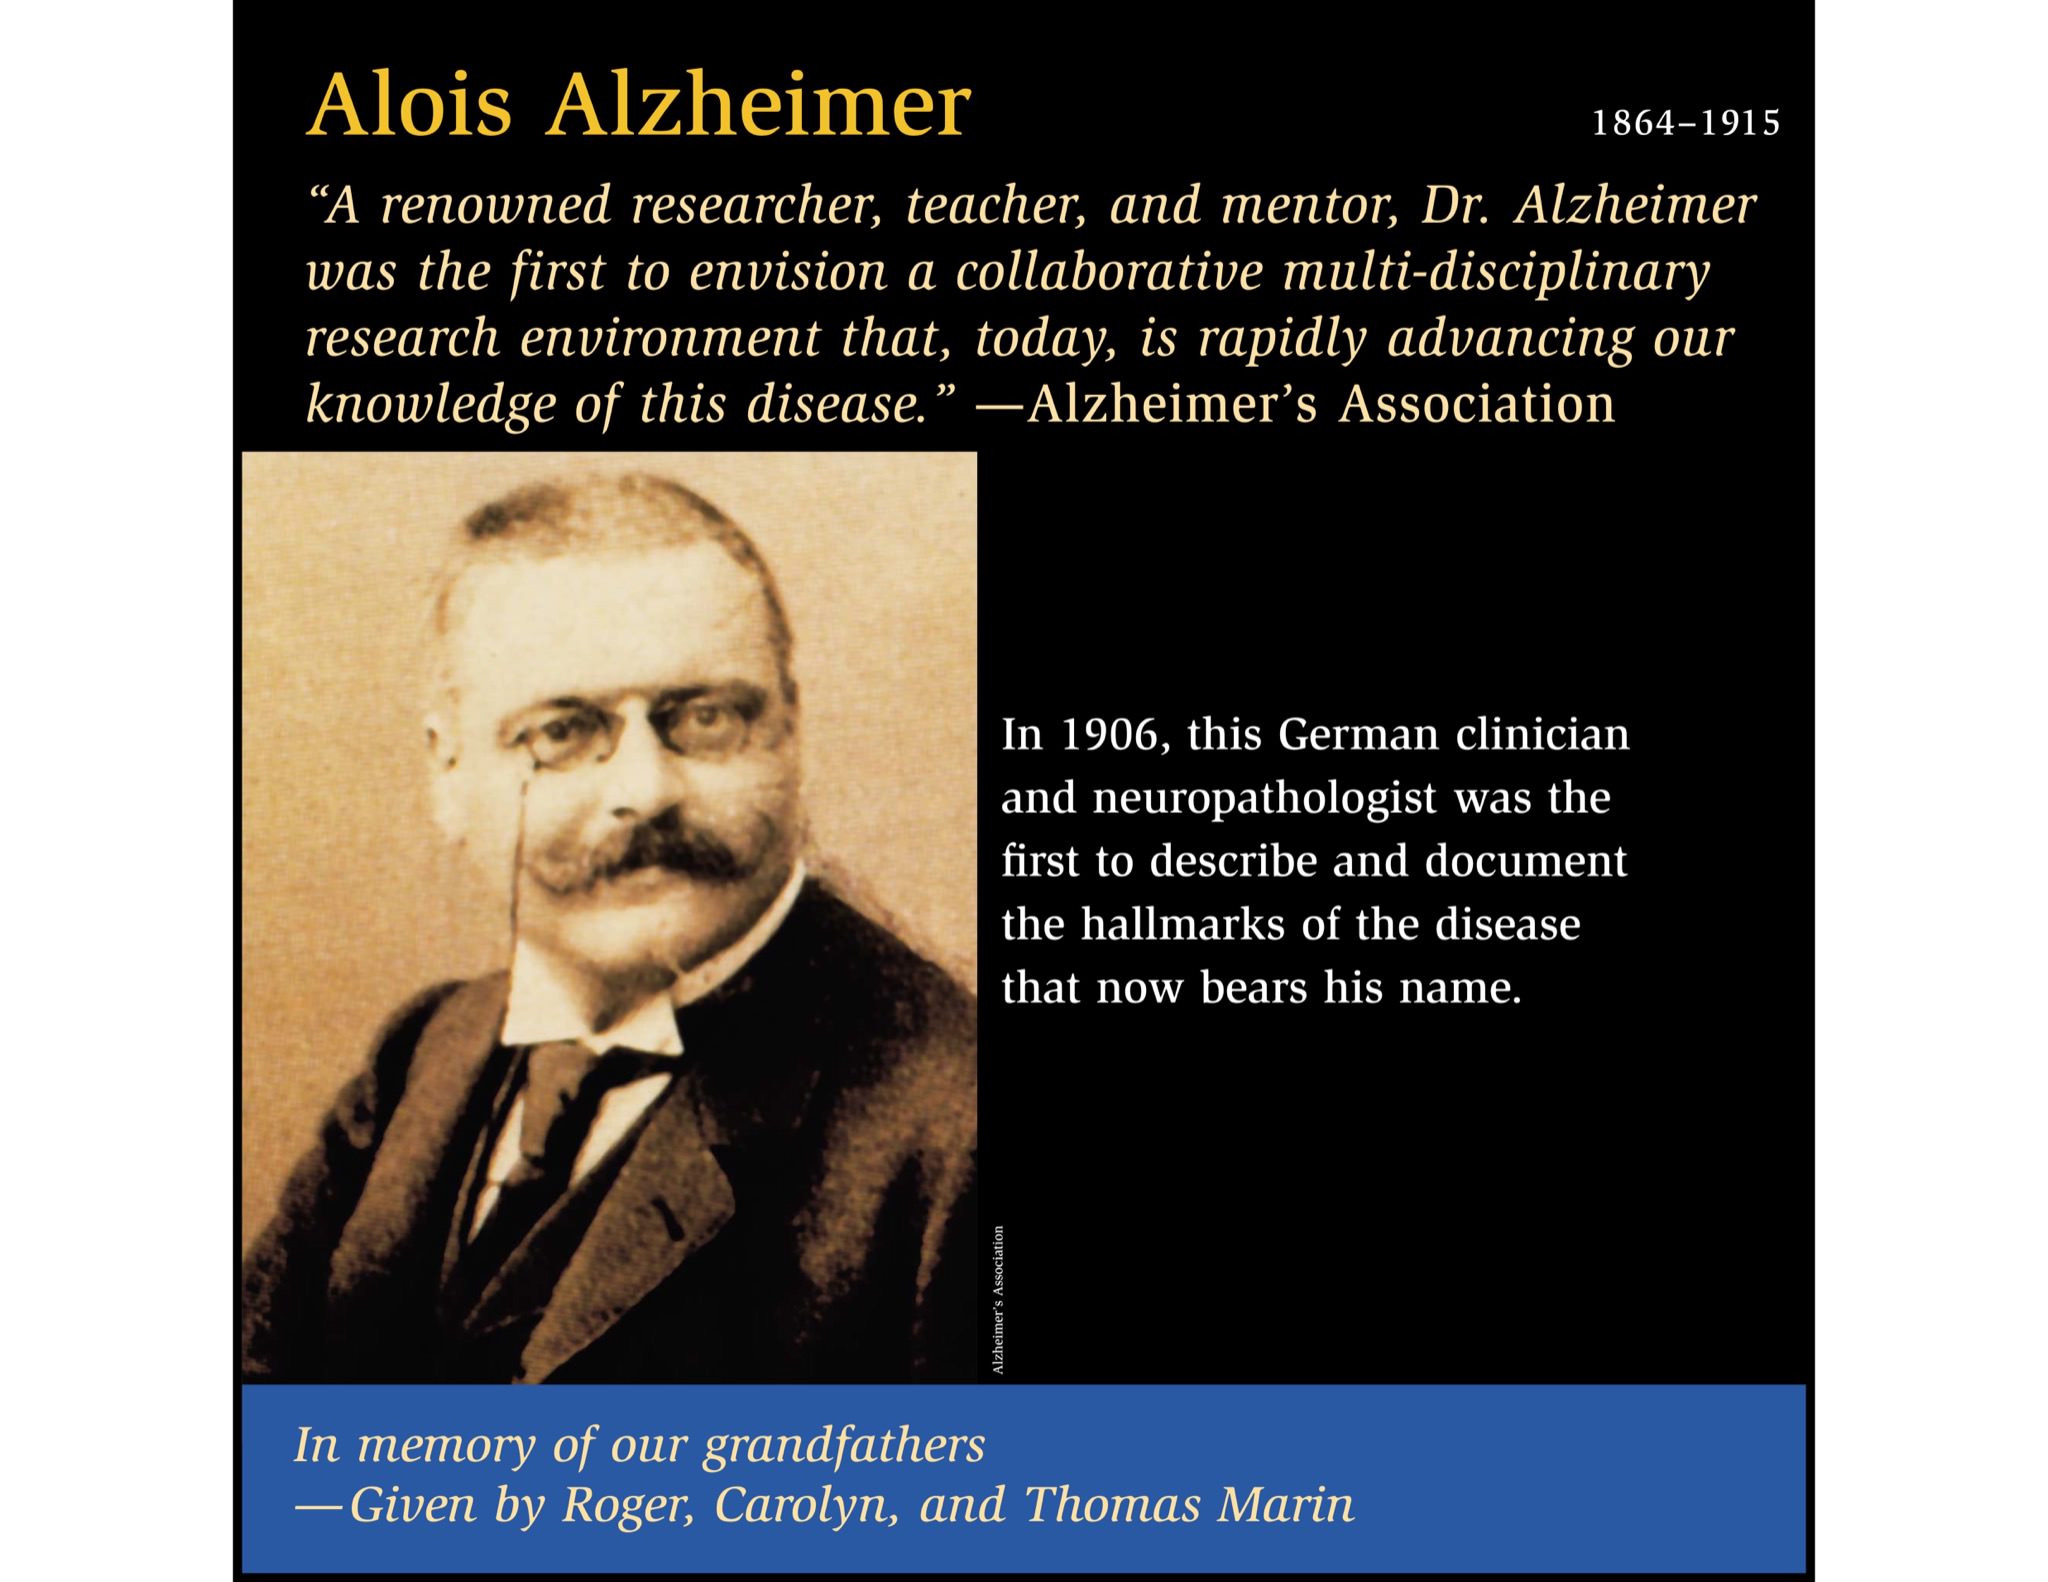 Alois Alzheimer
1864–1915
“A renowned researcher, teacher, and mentor, Dr. Alzheimer
was the first to envision a collaborative multi-disciplinary
research environment that, today, is rapidly advancing our
knowledge of this disease.” —Alzheimer’s Association
In 1906, this German clinician
and neuropathologist was the
first to describe and document
the hallmarks of the disease
that now bears his name.
Alzheimer’s Association
In memory of our grandfathers
—Given by Roger, Carolyn, and Thomas Marin